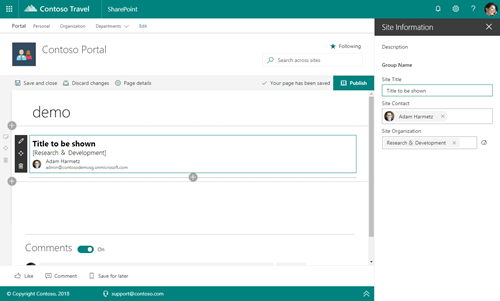 Contoso Travel SharePoint
Portal Personal Organization Departments Edit
Contoso Portal
Following
Search across sites
Save and close Discard changes Page details Your page has been saved Publish
demo
Title to be shown
[Research & Development]
Adam Harmetz
admin@contosodemosg.onmicrosoft.com
Comments On
Like Comment Save for later
© Copyright Contoso, 2018 support@contoso.com
Site Information
Description
Group Name
Site Title
Title to be shown
Site Contact
Adam Harmetz
Site Organization
Research & Development